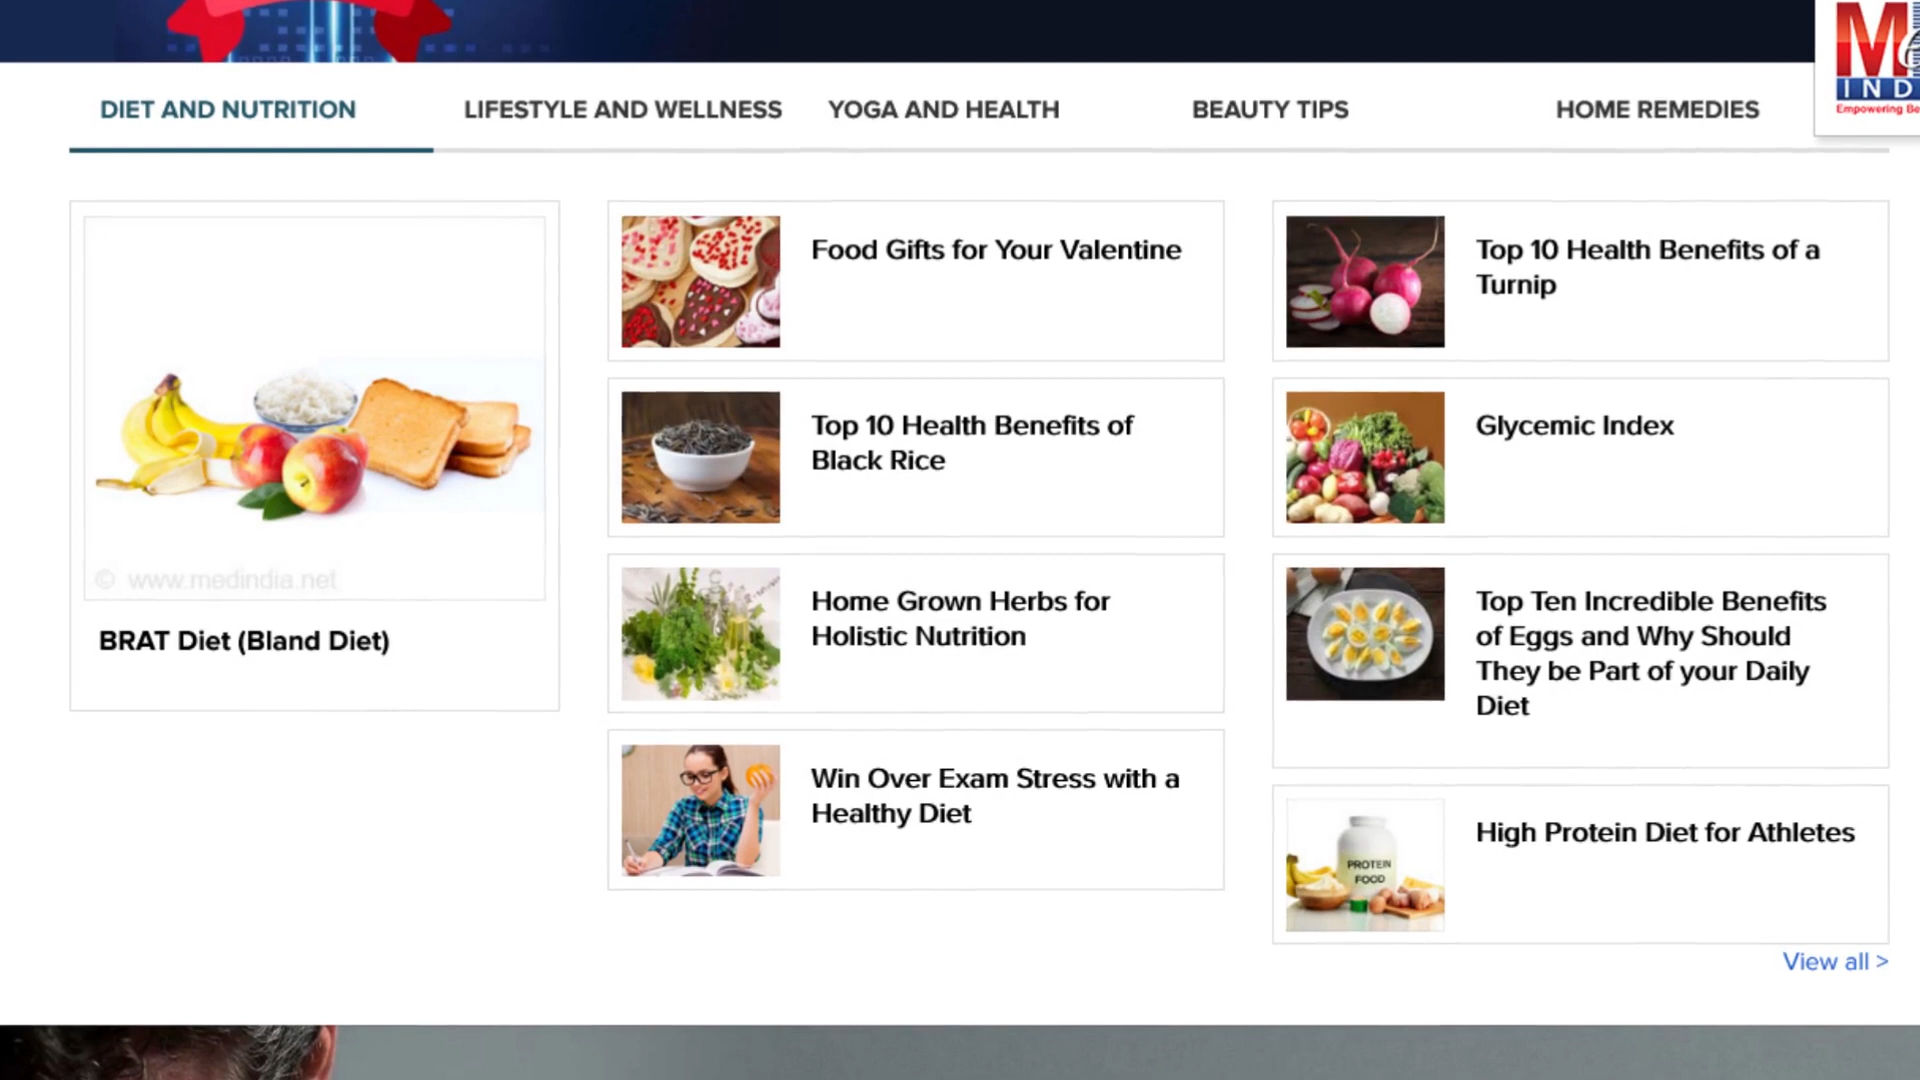 M
IND
Empowering Be
DIET AND NUTRITION
LIFESTYLE AND WELLNESS
YOGA AND HEALTH
BEAUTY TIPS
HOME REMEDIES
© www.medindia.net
BRAT Diet (Bland Diet)
Food Gifts for Your Valentine
Top 10 Health Benefits of
Black Rice
Home Grown Herbs for
Holistic Nutrition
Win Over Exam Stress with a
Healthy Diet
Top 10 Health Benefits of a
Turnip
Glycemic Index
Top Ten Incredible Benefits
of Eggs and Why Should
They be Part of your Daily
Diet
PROTEIN
FOOD
High Protein Diet for Athletes
View all >